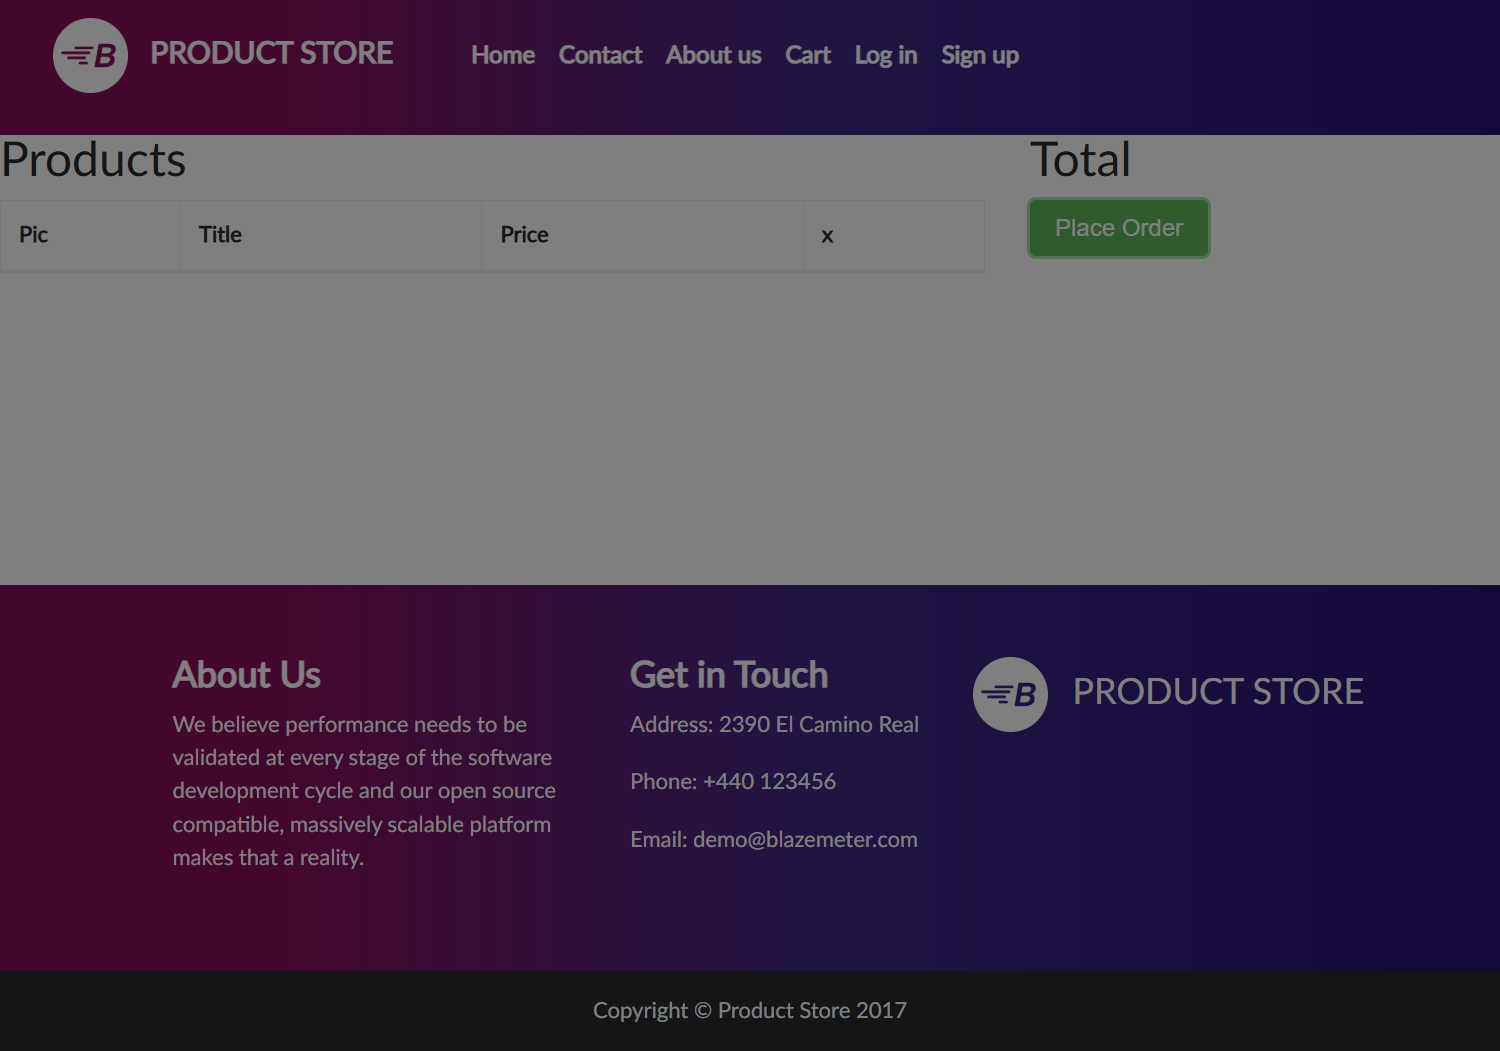 B PRODUCT STORE Home Contact About us Cart Log in Sign up
Products
Total
Pic Title Price x
Place Order
About Us
We believe performance needs to be
validated at every stage of the software
development cycle and our open source
compatible, massively scalable platform
makes that a reality.
Get in Touch
Address: 2390 El Camino Real
Phone: +440 123456
Email: demo@blazemeter.com
B PRODUCT STORE
Copyright © Product Store 2017